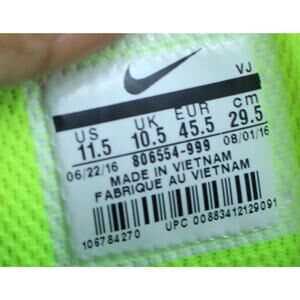 VJ
US UK EUR cm
11.5 10.5 45.5 29.5
06/22/16 806554-999 08/01/16
MADE IN VIETNAM
FABRIQUE AU VIETNAM
106784270 UPC 00883412129091